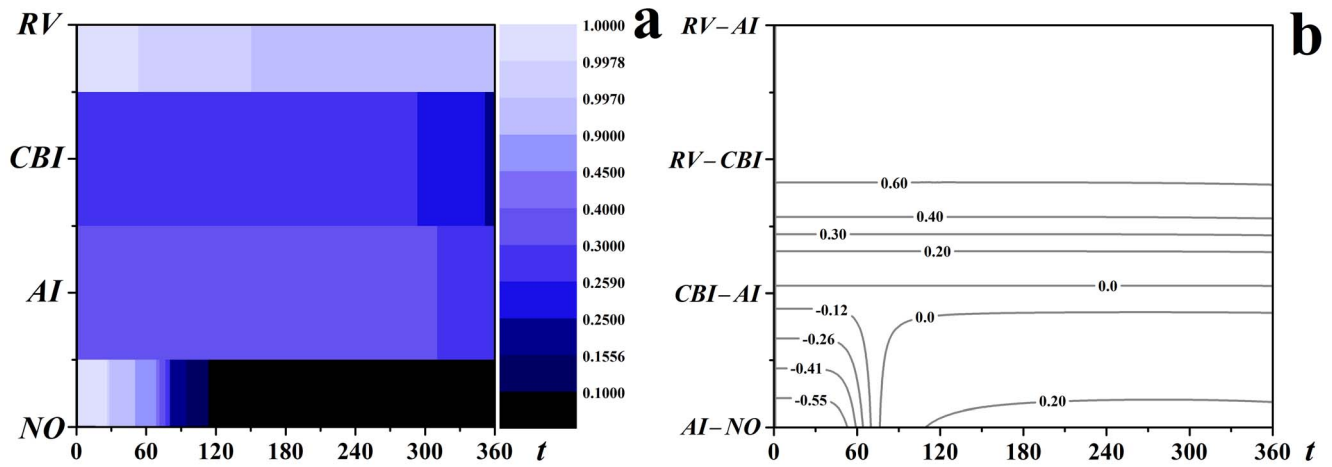 a
RV
CBI
AI
NO
0 60 120 180 240 300 360 t
1.0000
0.9978
0.9970
0.9000
0.4500
0.4000
0.3000
0.2590
0.2500
0.1556
0.1000
b
RV–AI
RV–CBI
CBI–AI
AI–NO
0.60
0.40
0.30
0.20
0.0
-0.12
0.0
-0.26
-0.41
-0.55
0.20
0 60 120 180 240 300 360 t